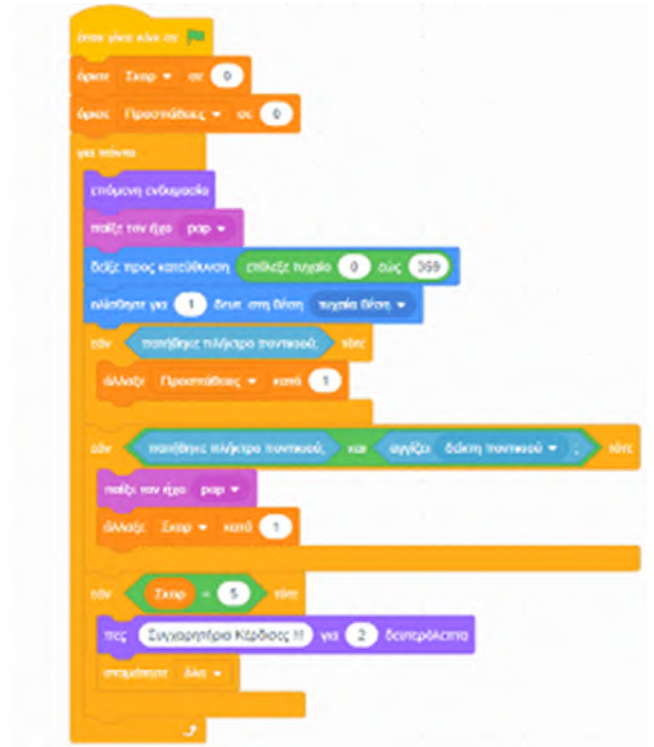 όταν γίνει κλικ σε
όρισε Σκορ σε 0
όρισε Προσπάθειες σε 0
για πάντα
επόμενη ενδυμασία
παίξε τον ήχο pop
δείξε προς κατεύθυνση επίλεξε τυχαίο 0 εώς 369
ολίσθησε για 1 δευτ. στη θέση τυχαία θέση
εάν πατήθηκε πλήκτρο ποντικιού; τότε
άλλαξε Προσπάθειες κατά 1
εάν πατήθηκε πλήκτρο ποντικιού; και αγγίζει δείκτη ποντικιού ; τότε
παίξε τον ήχο pop
άλλαξε Σκορ κατά 1
εάν Σκορ = 5 τότε
πες Συγχαρητήρια Κέρδισες !!! για 2 δευτερόλεπτα
σταμάτησε όλα